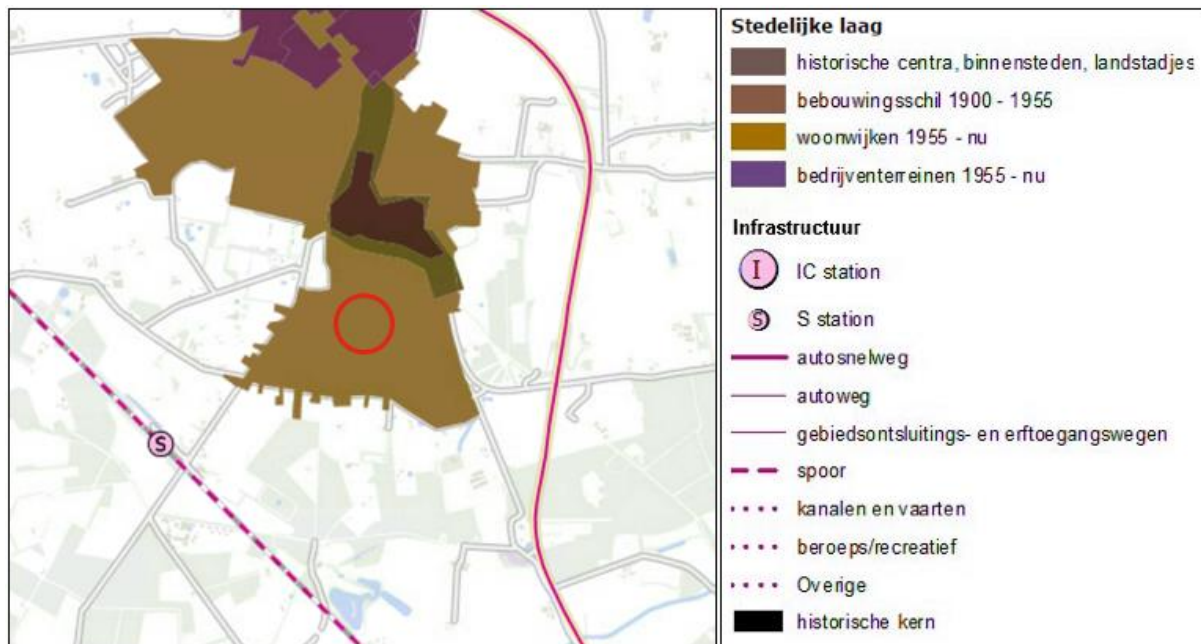 Stedelijke laag
historische centra, binnensteden, landstadjes
bebouwingsschil 1900 - 1955
woonwijken 1955 - nu
bedrijventerreinen 1955 - nu
Infrastructuur
I IC station
S S station
autosnelweg
autoweg
gebiedsontsluitings- en erftoegangswegen
spoor
kanalen en vaarten
beroeps/recreatief
Overige
historische kern
S